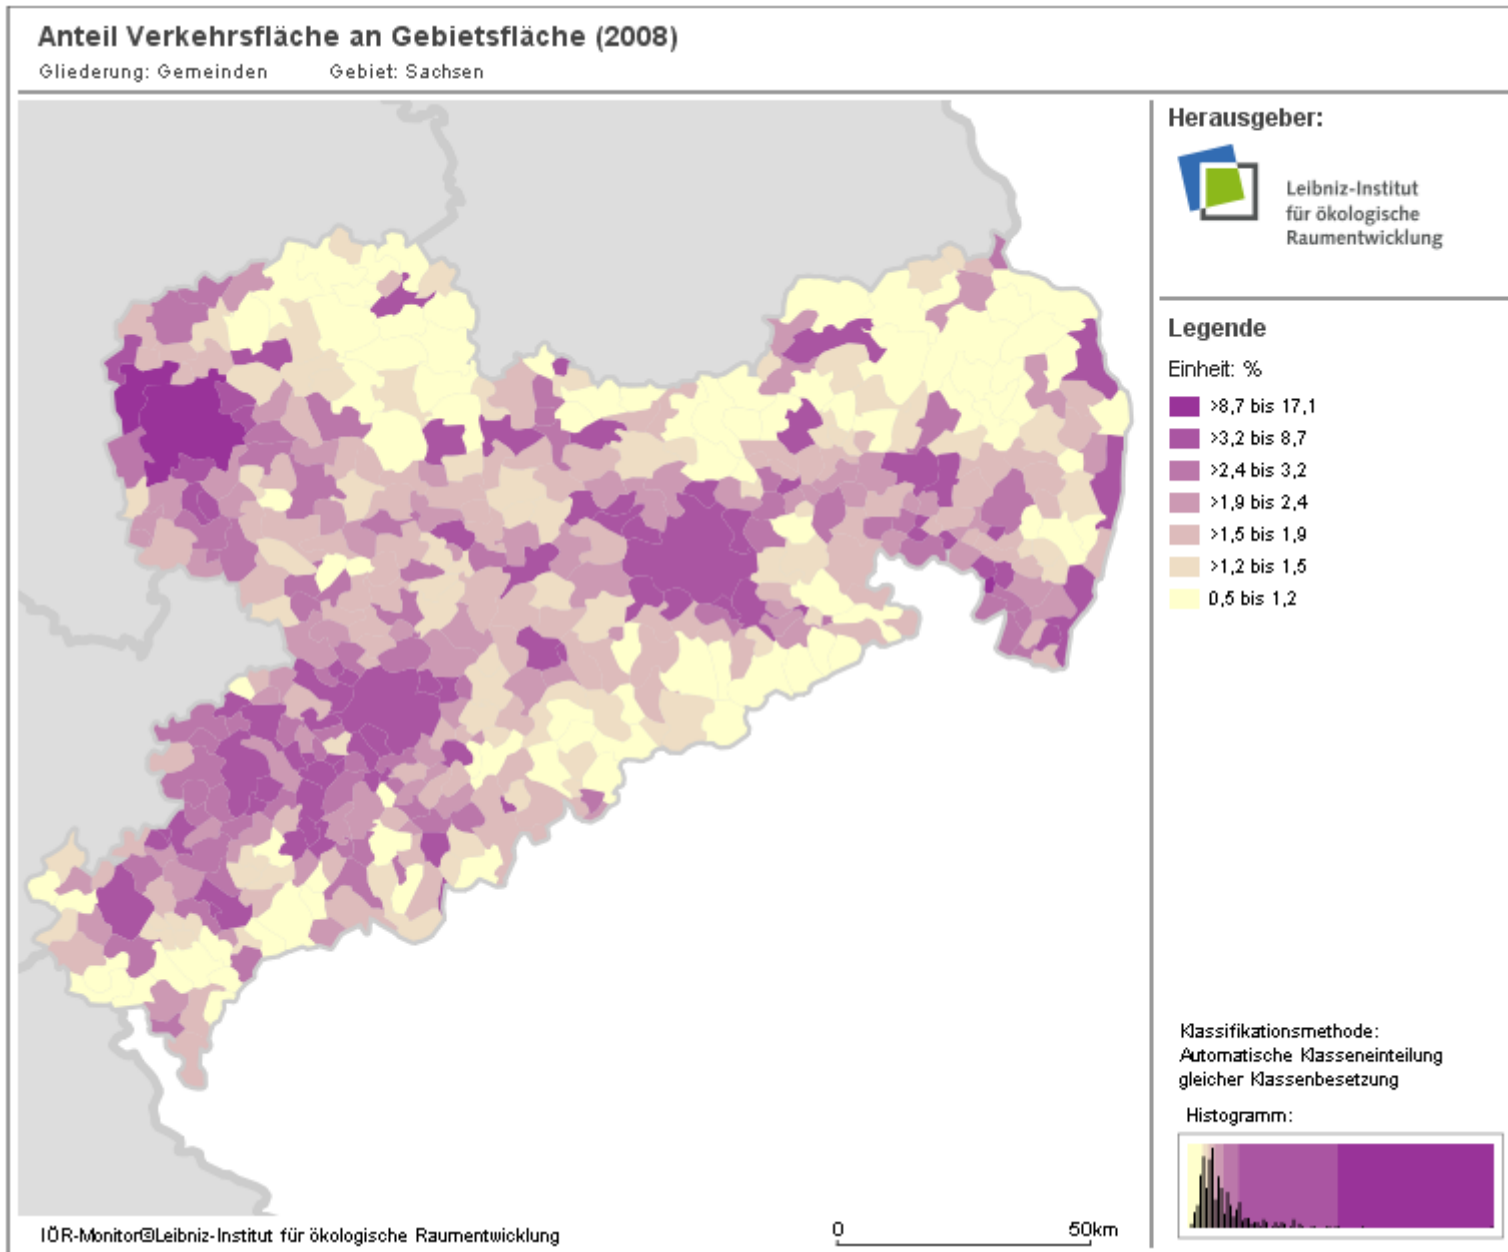 Anteil Verkehrsfläche an Gebietsfläche (2008)
Gliederung: Gemeinden Gebiet: Sachsen
Herausgeber:
Leibniz-Institut
für ökologische
Raumentwicklung
Legende
Einheit: %
>8,7 bis 17,1
>3,2 bis 8,7
>2,4 bis 3,2
>1,9 bis 2,4
>1,5 bis 1,9
>1,2 bis 1,5
0,5 bis 1,2
Klassifikationsmethode:
Automatische Klasseneinteilung
gleicher Klassenbesetzung
Histogramm:
IÖR-Monitor©Leibniz-Institut für ökologische Raumentwicklung
0 50km